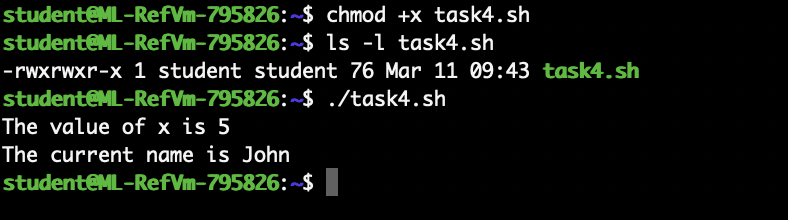 student@ML-RefVm-795826:~$ chmod +x task4.sh
student@ML-RefVm-795826:~$ ls -l task4.sh
-rwxrwxr-x 1 student student 76 Mar 11 09:43 task4.sh
student@ML-RefVm-795826:~$ ./task4.sh
The value of x is 5
The current name is John
student@ML-RefVm-795826:~$